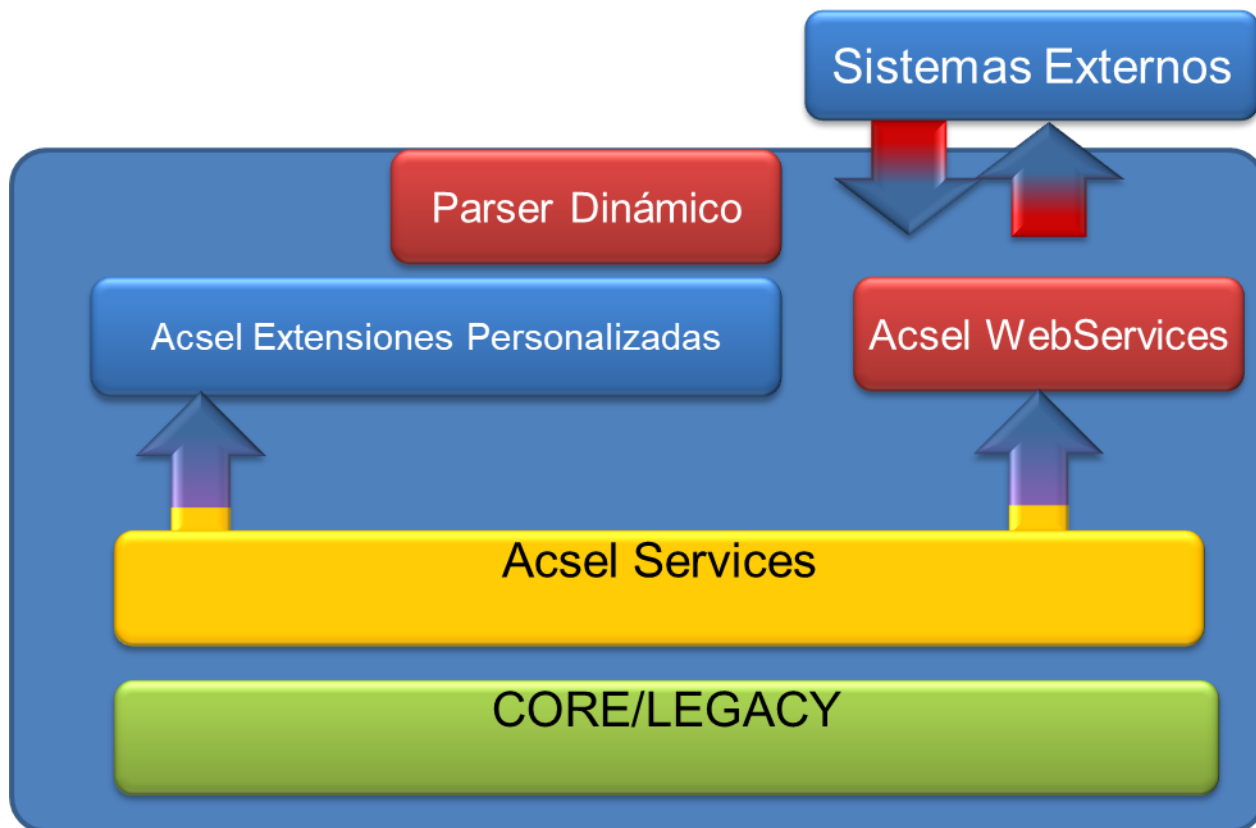 Sistemas Externos
Parser Dinámico
Acsel Extensiones Personalizadas
Acsel WebServices
Acsel Services
CORE/LEGACY